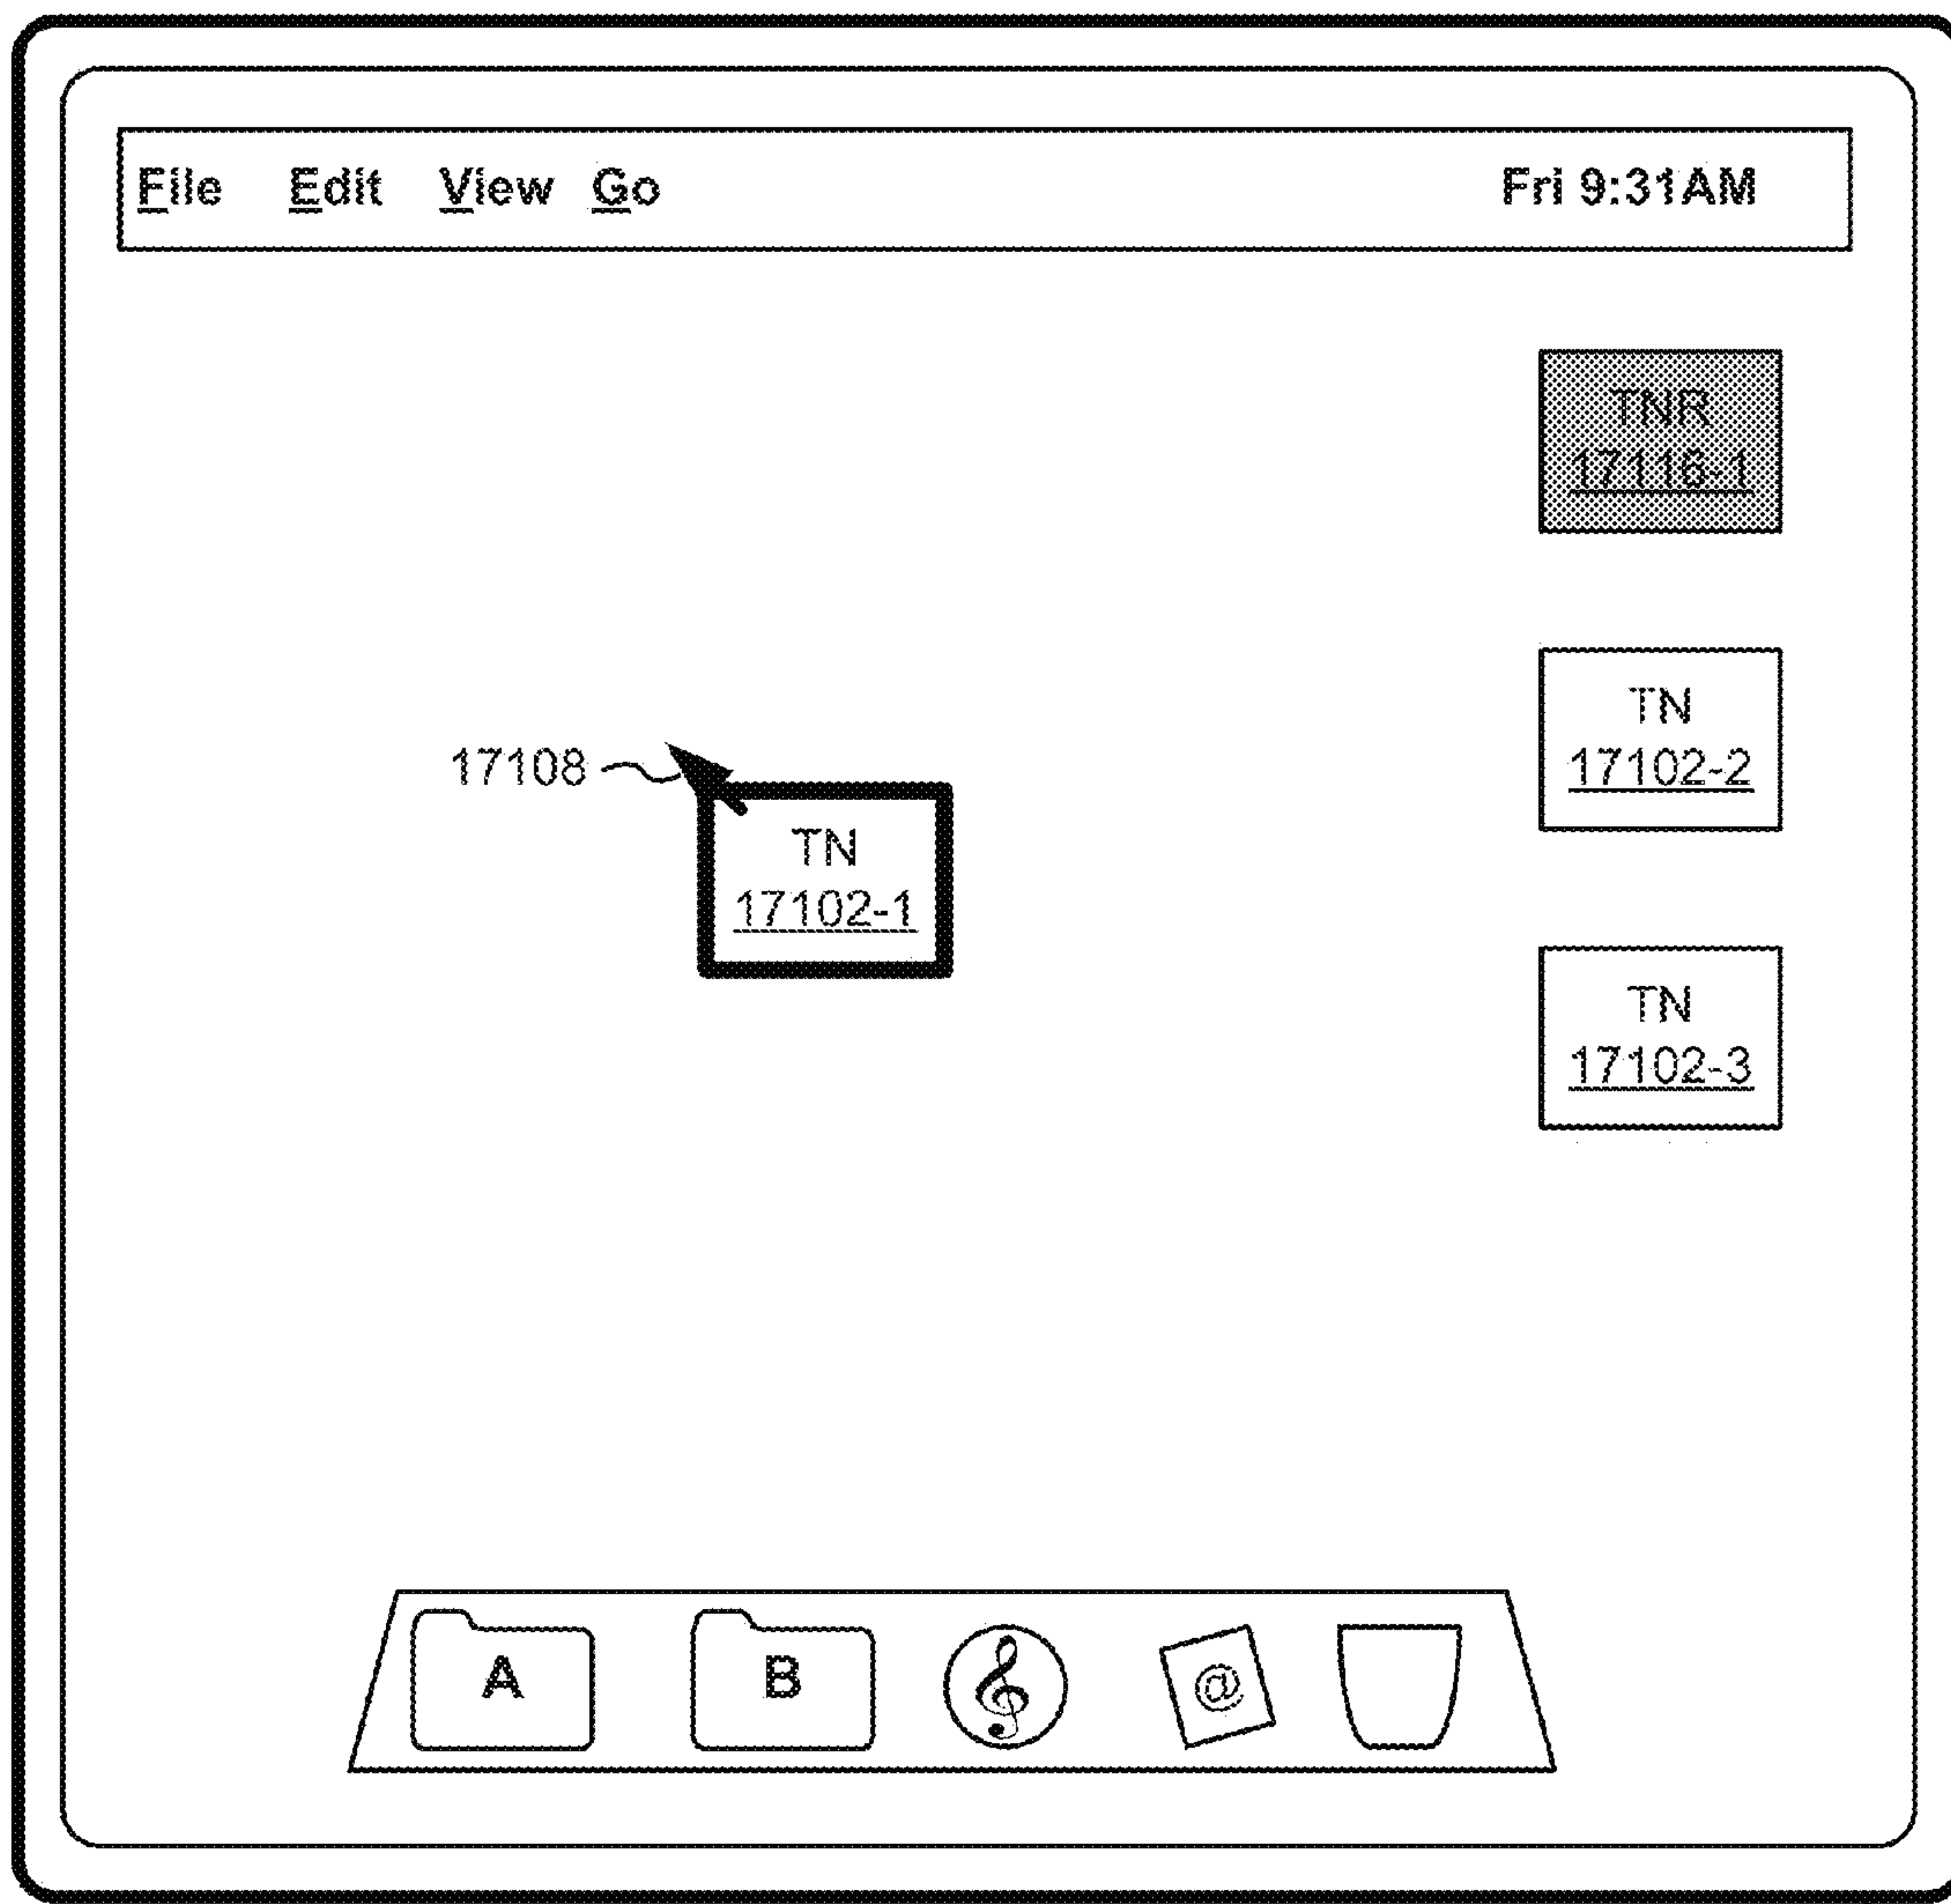 File Edit View Go Fri 9:31AM
TNR
17116-1
TN
17102-2
17108
TN
17102-1
TN
17102-3
A B @